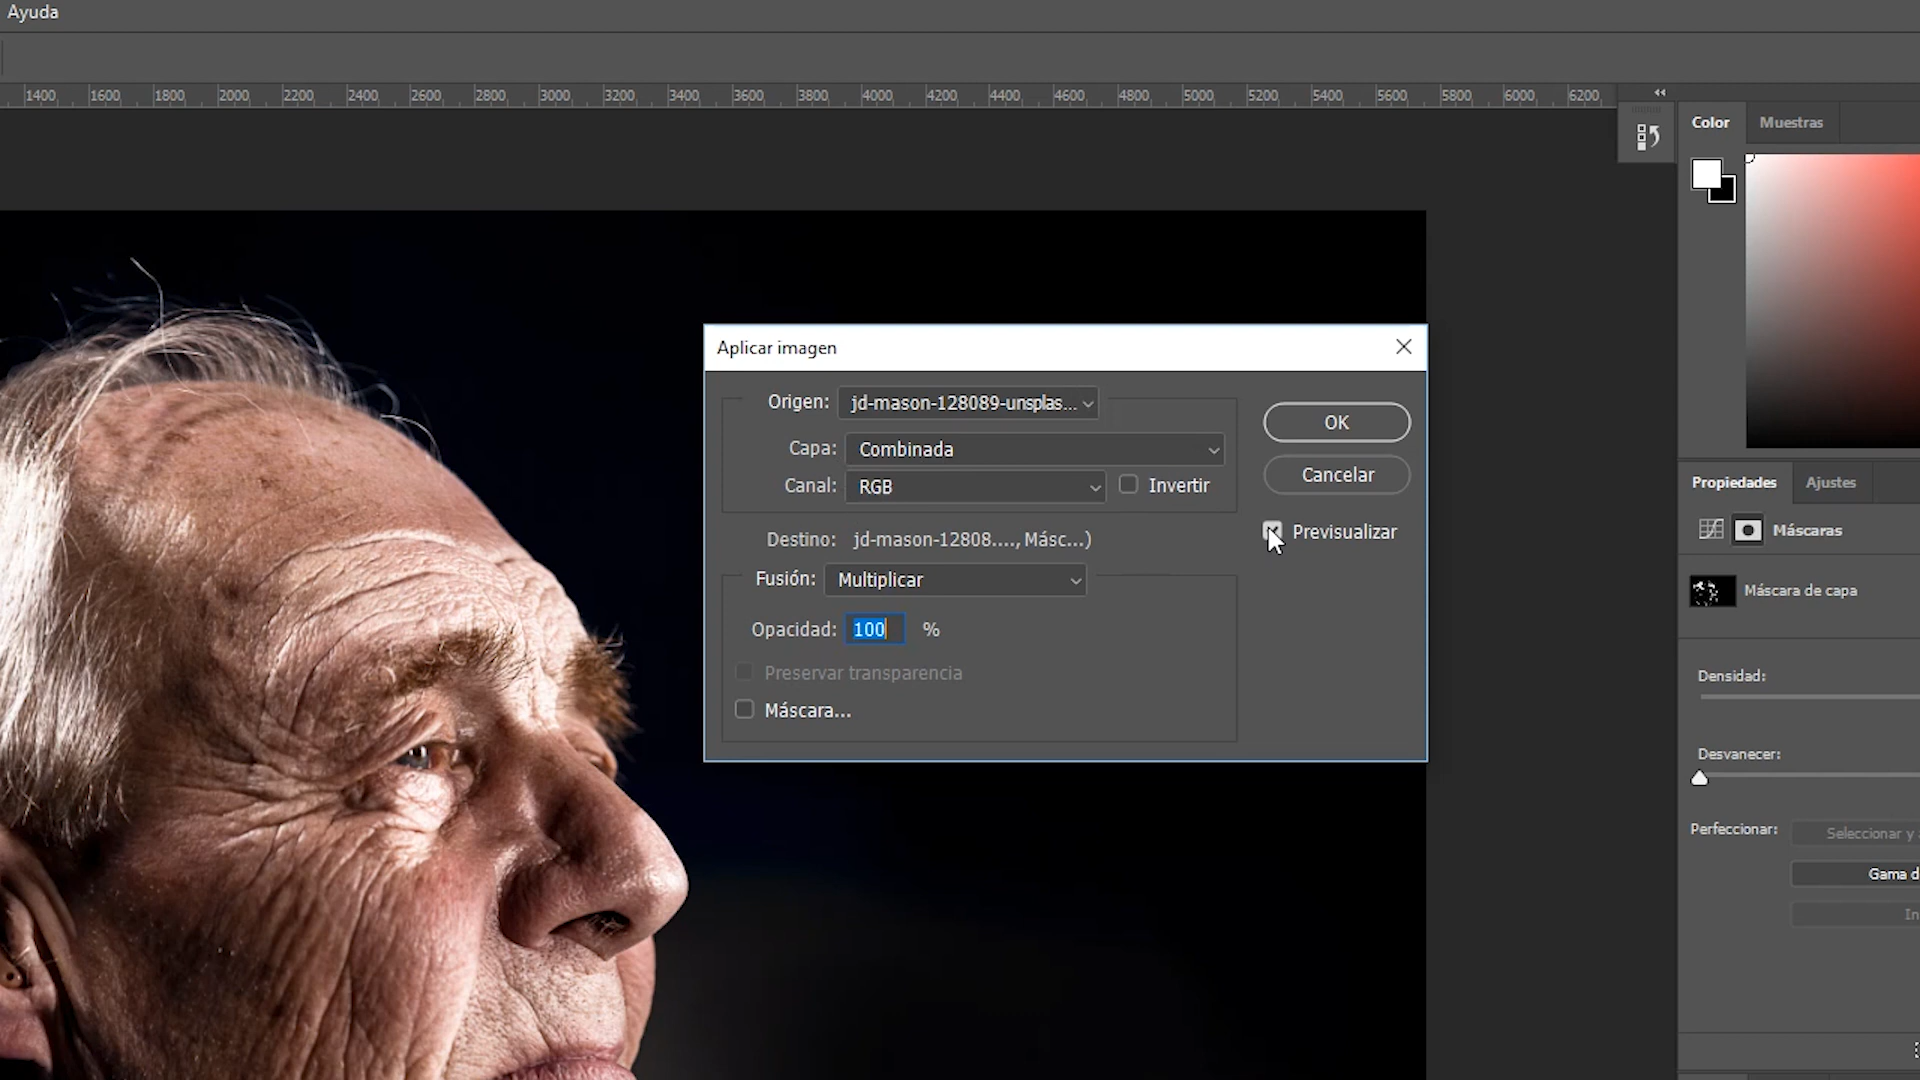 Ayuda
1400 1600 1800 2000 2200 2400 2600 2800 3000 3200 3400 3600 3800 4000 4200 4400 4600 4800 5000 5200 5400 5600 5800 6000 6200
Color Muestras
Aplicar imagen
Origen: jd-mason-128089-unsplas...
Capa: Combinada
Canal: RGB Invertir
Destino: jd-mason-12808...., Másc...)
Fusión: Multiplicar
Opacidad: 100 %
Preservar transparencia
Máscara...
OK
Cancelar
Previsualizar
Propiedades Ajustes
Máscaras
Máscara de capa
Densidad:
Desvanecer:
Perfeccionar: Seleccionar y
Gama d
In